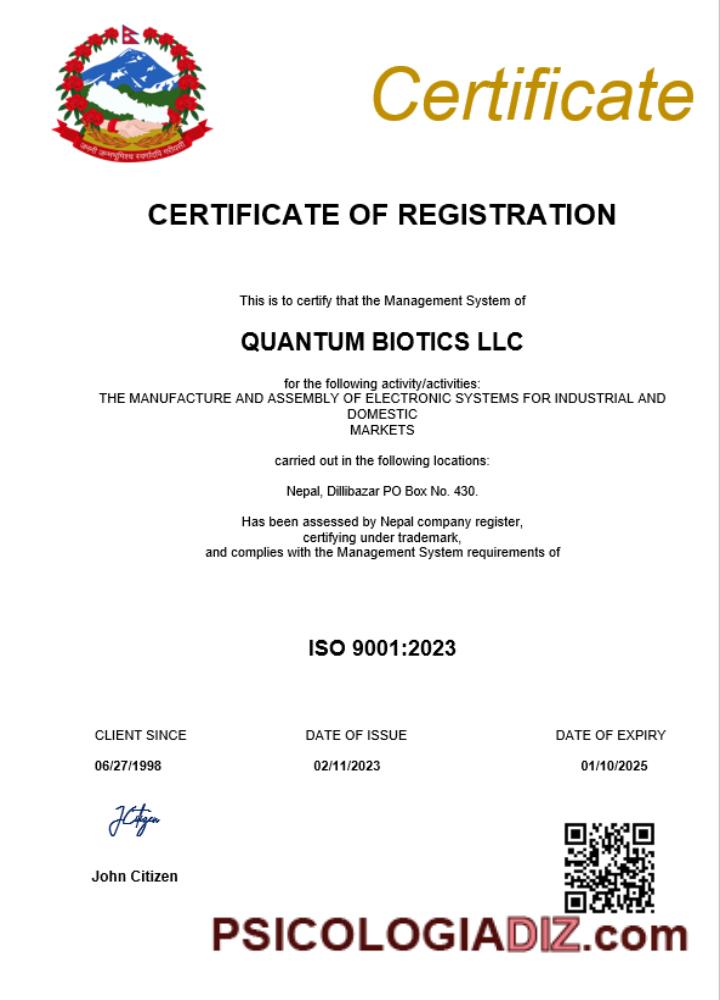 जननी जन्मभूमिश्च स्वर्गादपि गरीयसी
Certificate
CERTIFICATE OF REGISTRATION
This is to certify that the Management System of
QUANTUM BIOTICS LLC
for the following activity/activities:
THE MANUFACTURE AND ASSEMBLY OF ELECTRONIC SYSTEMS FOR INDUSTRIAL AND
DOMESTIC
MARKETS
carried out in the following locations:
Nepal, Dillibazar PO Box No. 430.
Has been assessed by Nepal company register,
certifying under trademark,
and complies with the Management System requirements of
ISO 9001:2023
CLIENT SINCE DATE OF ISSUE DATE OF EXPIRY
06/27/1998 02/11/2023 01/10/2025
JCitizen
John Citizen
PSICOLOGIADIZ.com